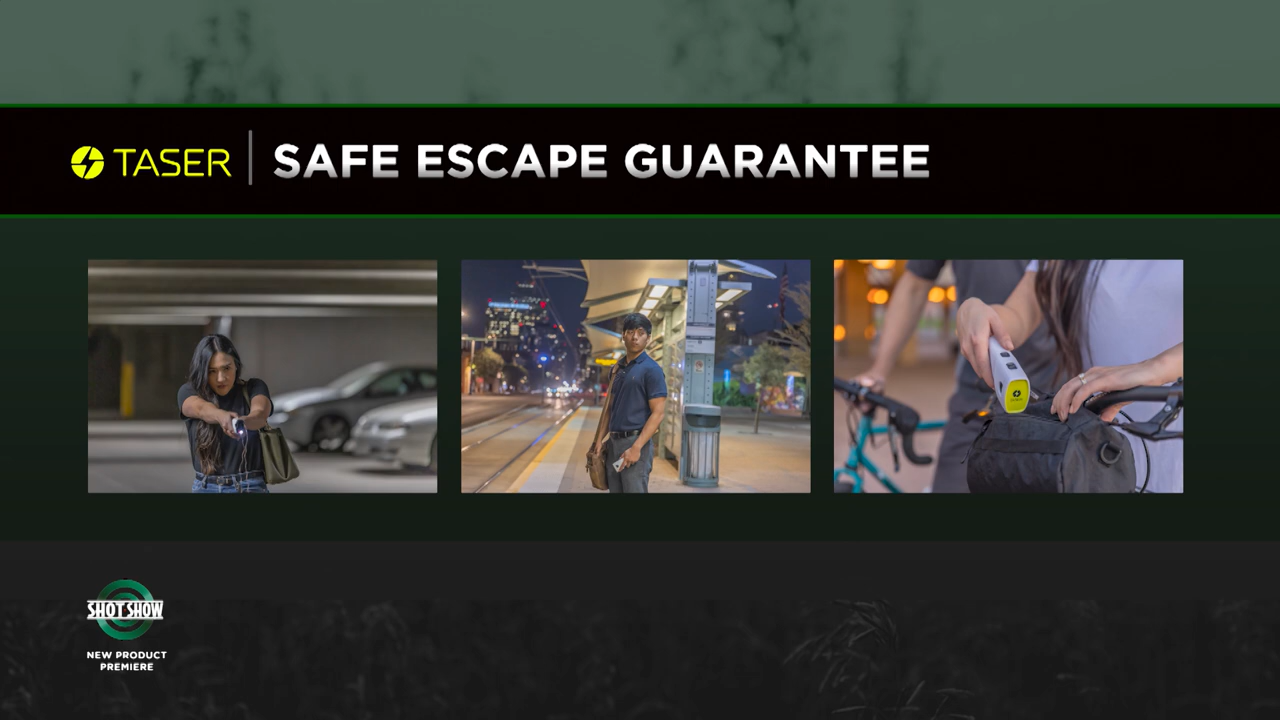 TASER
SAFE ESCAPE GUARANTEE
SHOT SHOW
NEW PRODUCT
PREMIERE